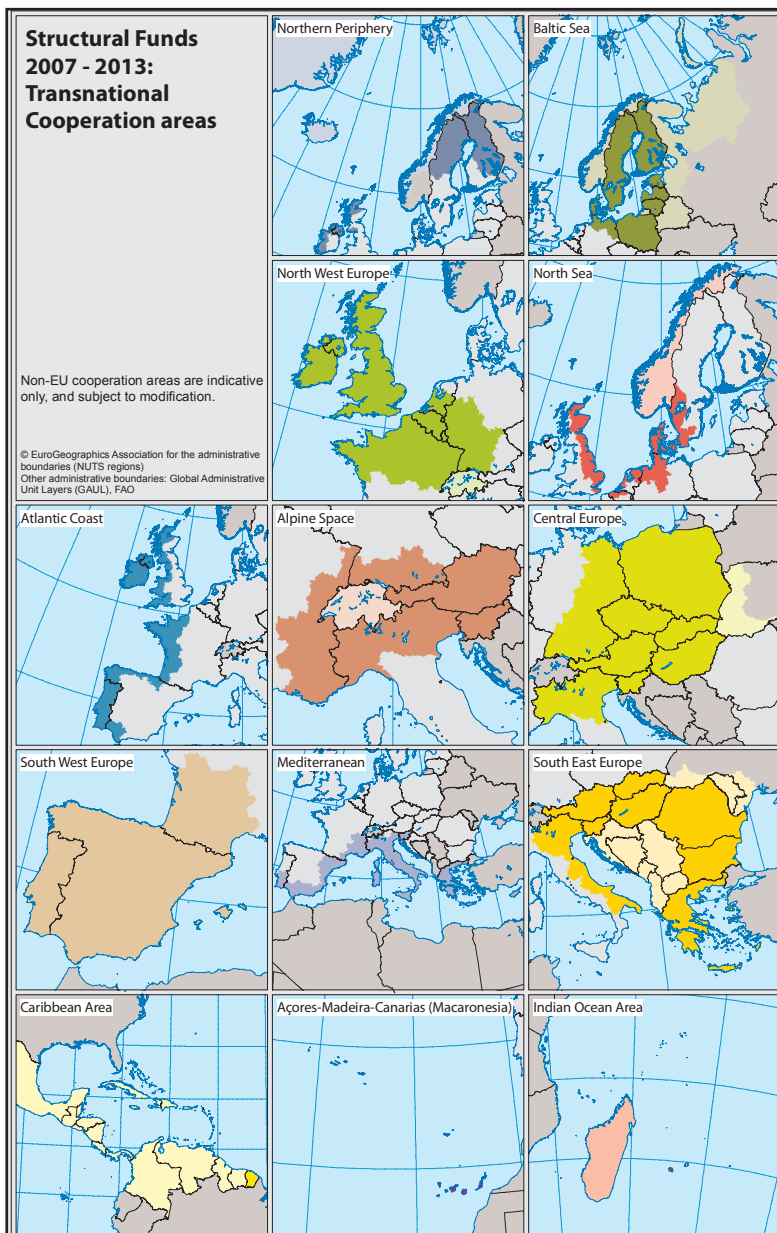 Structural Funds
2007 - 2013:
Transnational
Cooperation areas
Non-EU cooperation areas are indicative
only, and subject to modification.
© EuroGeographics Association for the administrative
boundaries (NUTS regions)
Other administrative boundaries: Global Administrative
Unit Layers (GAUL), FAO
Northern Periphery
Baltic Sea
North West Europe
North Sea
Atlantic Coast
Alpine Space
Central Europe
South West Europe
Mediterranean
South East Europe
Caribbean Area
Açores-Madeira-Canarias (Macaronesia)
Indian Ocean Area